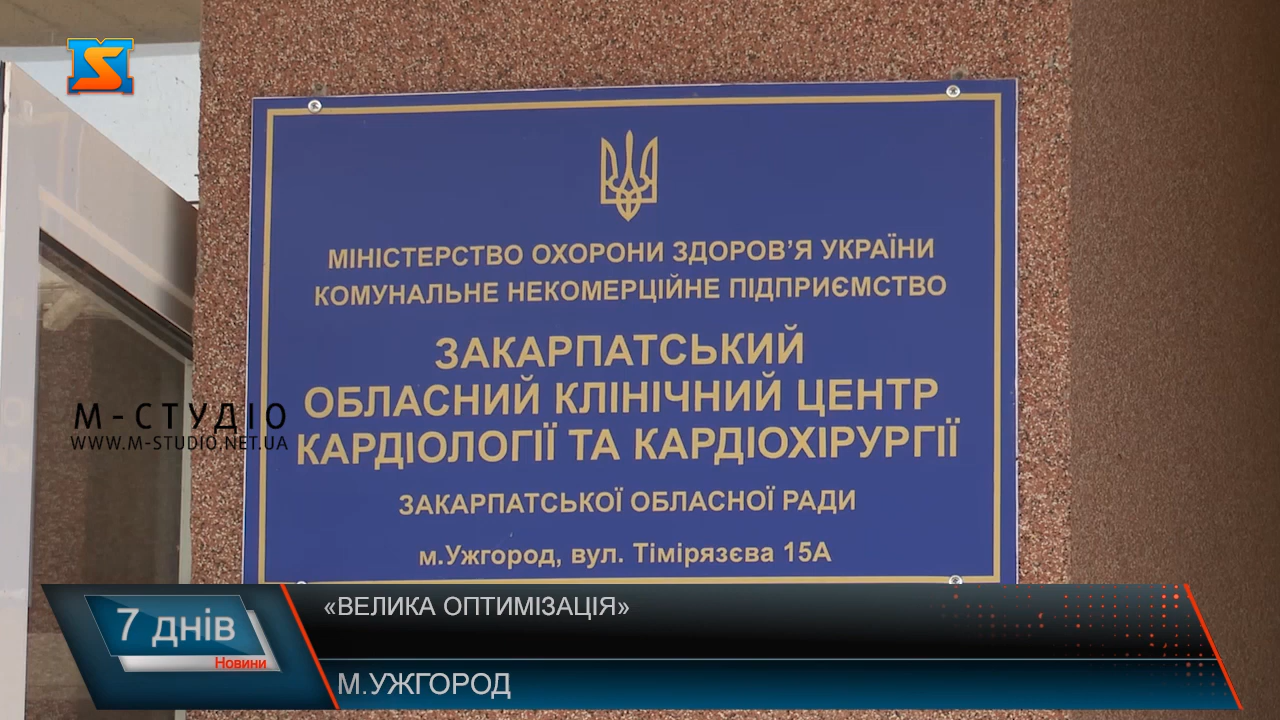 МІНІСТЕРСТВО ОХОРОНИ ЗДОРОВ’Я УКРАЇНИ
КОМУНАЛЬНЕ НЕКОМЕРЦІЙНЕ ПІДПРИЄМСТВО
ЗАКАРПАТСЬКИЙ
ОБЛАСНИЙ КЛІНІЧНИЙ ЦЕНТР
КАРДІОЛОГІЇ ТА КАРДІОХІРУРГІЇ
ЗАКАРПАТСЬКОЇ ОБЛАСНОЇ РАДИ
м.Ужгород, вул. Тімірязєва 15А
М-СТУДІО
WWW.M-STUDIO.NET.UA
«ВЕЛИКА ОПТИМІЗАЦІЯ»
7 днів
Новини
М.УЖГОРОД